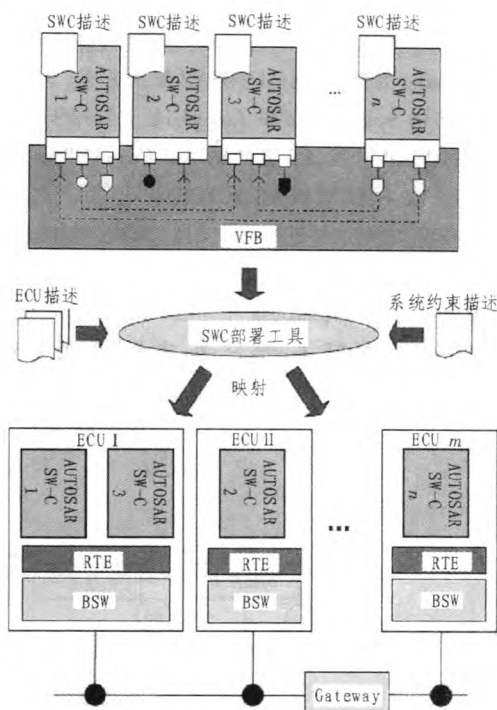 SWC描述
SWC描述
SWC描述
SWC描述
AUTOSAR
SW-C
1
AUTOSAR
SW-C
2
AUTOSAR
SW-C
3
...
AUTOSAR
SW-C
n
VFB
ECU描述
系统约束描述
SWC部署工具
映射
ECU I
ECU II
ECU m
AUTOSAR
SW-C
1
AUTOSAR
SW-C
3
AUTOSAR
SW-C
2
...
AUTOSAR
SW-C
n
RTE
RTE
RTE
BSW
BSW
BSW
Gateway